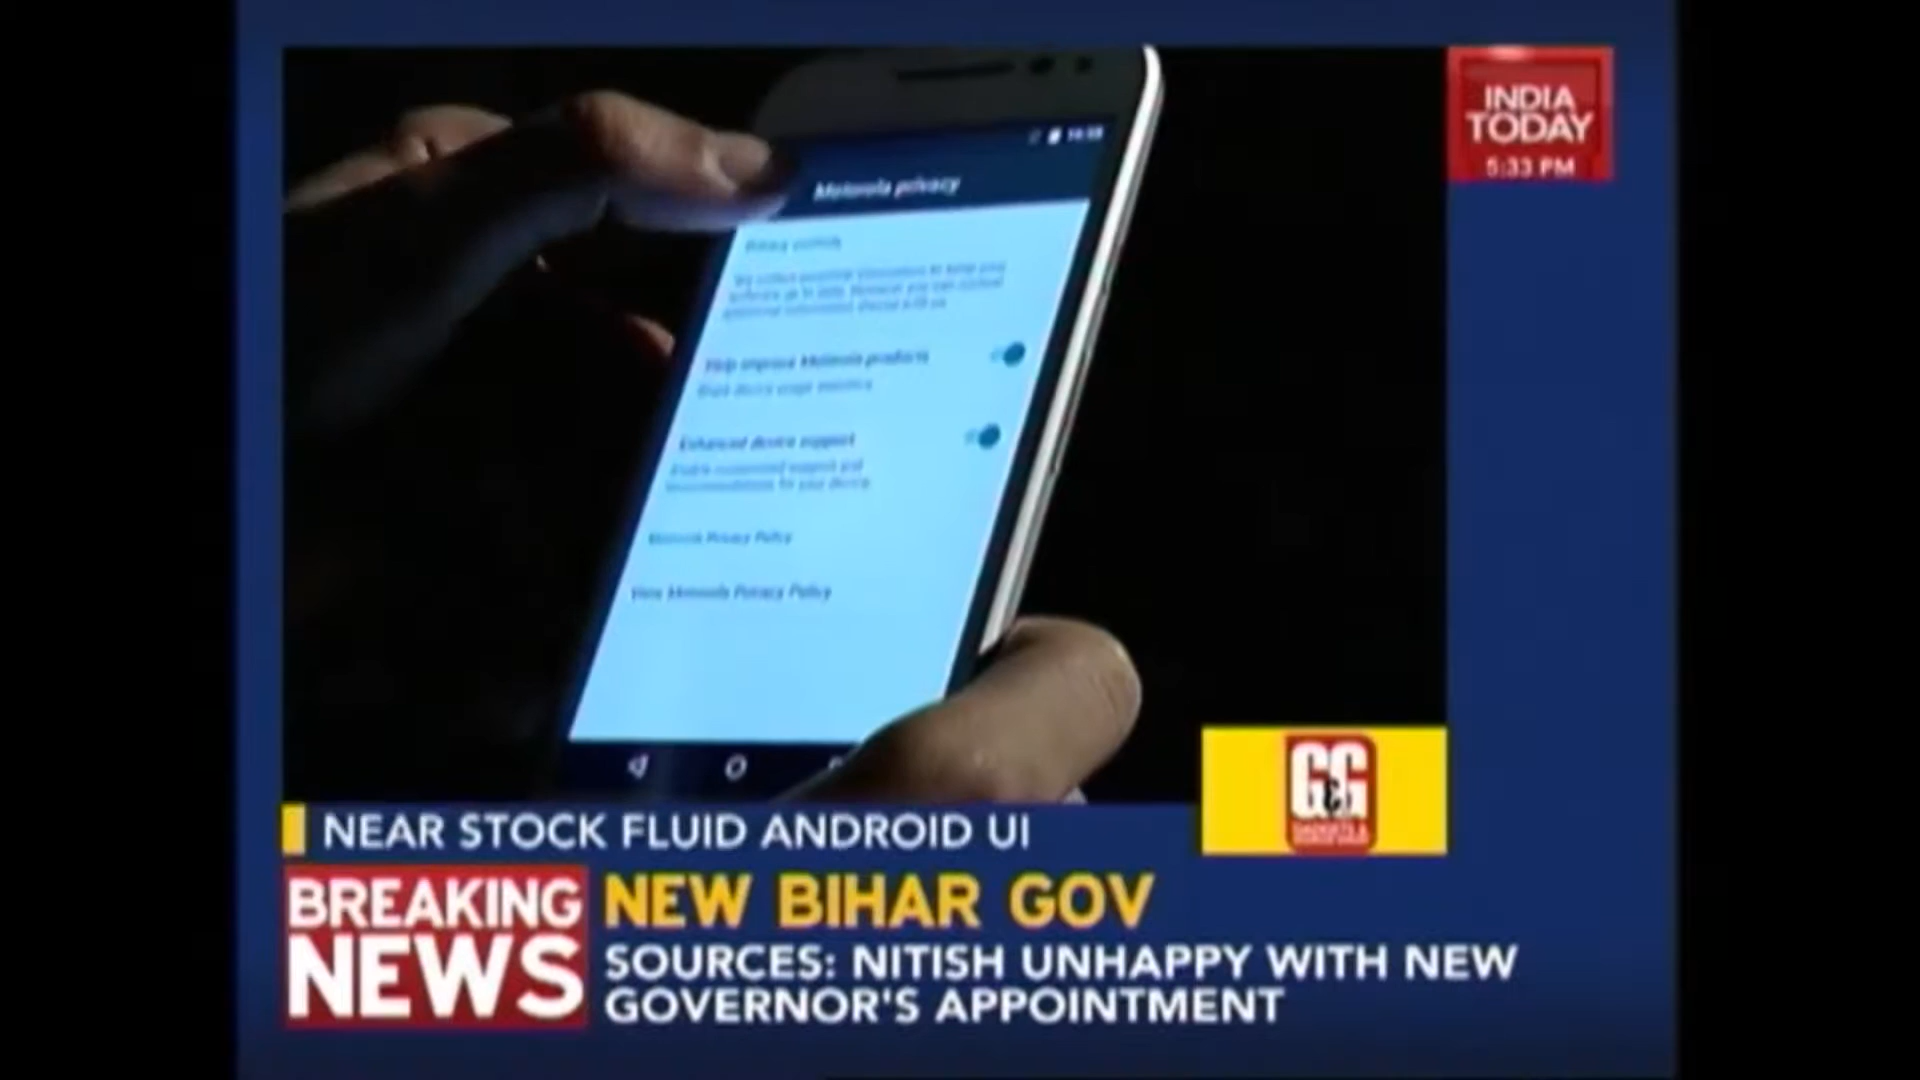 INDIA
TODAY
5:33 PM
Motorola privacy
Help improve Motorola products
Enhanced device support
Motorola Privacy Policy
View Motorola Privacy Policy
G&G
NEAR STOCK FLUID ANDROID UI
BREAKING
NEWS
NEW BIHAR GOV
SOURCES: NITISH UNHAPPY WITH NEW
GOVERNOR'S APPOINTMENT